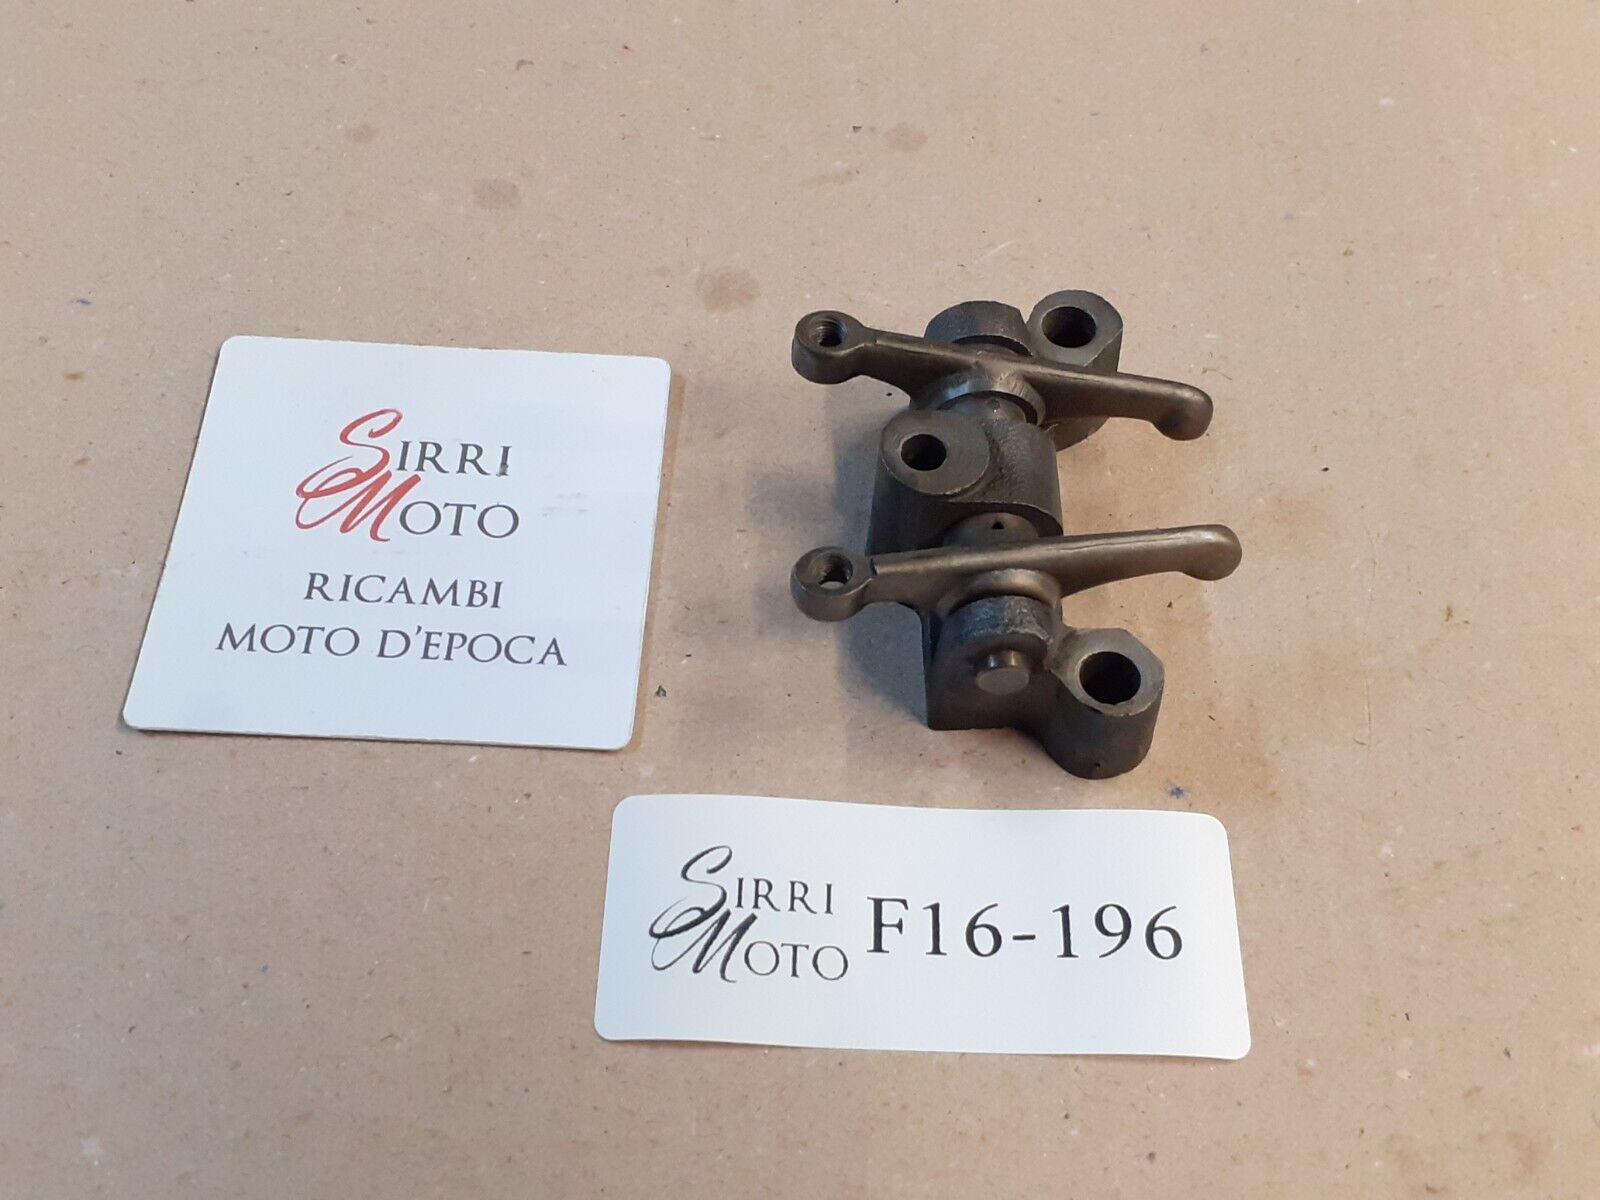 SIRRI
MOTO
RICAMBI
MOTO D'EPOCA
SIRRI
MOTO
F16-196